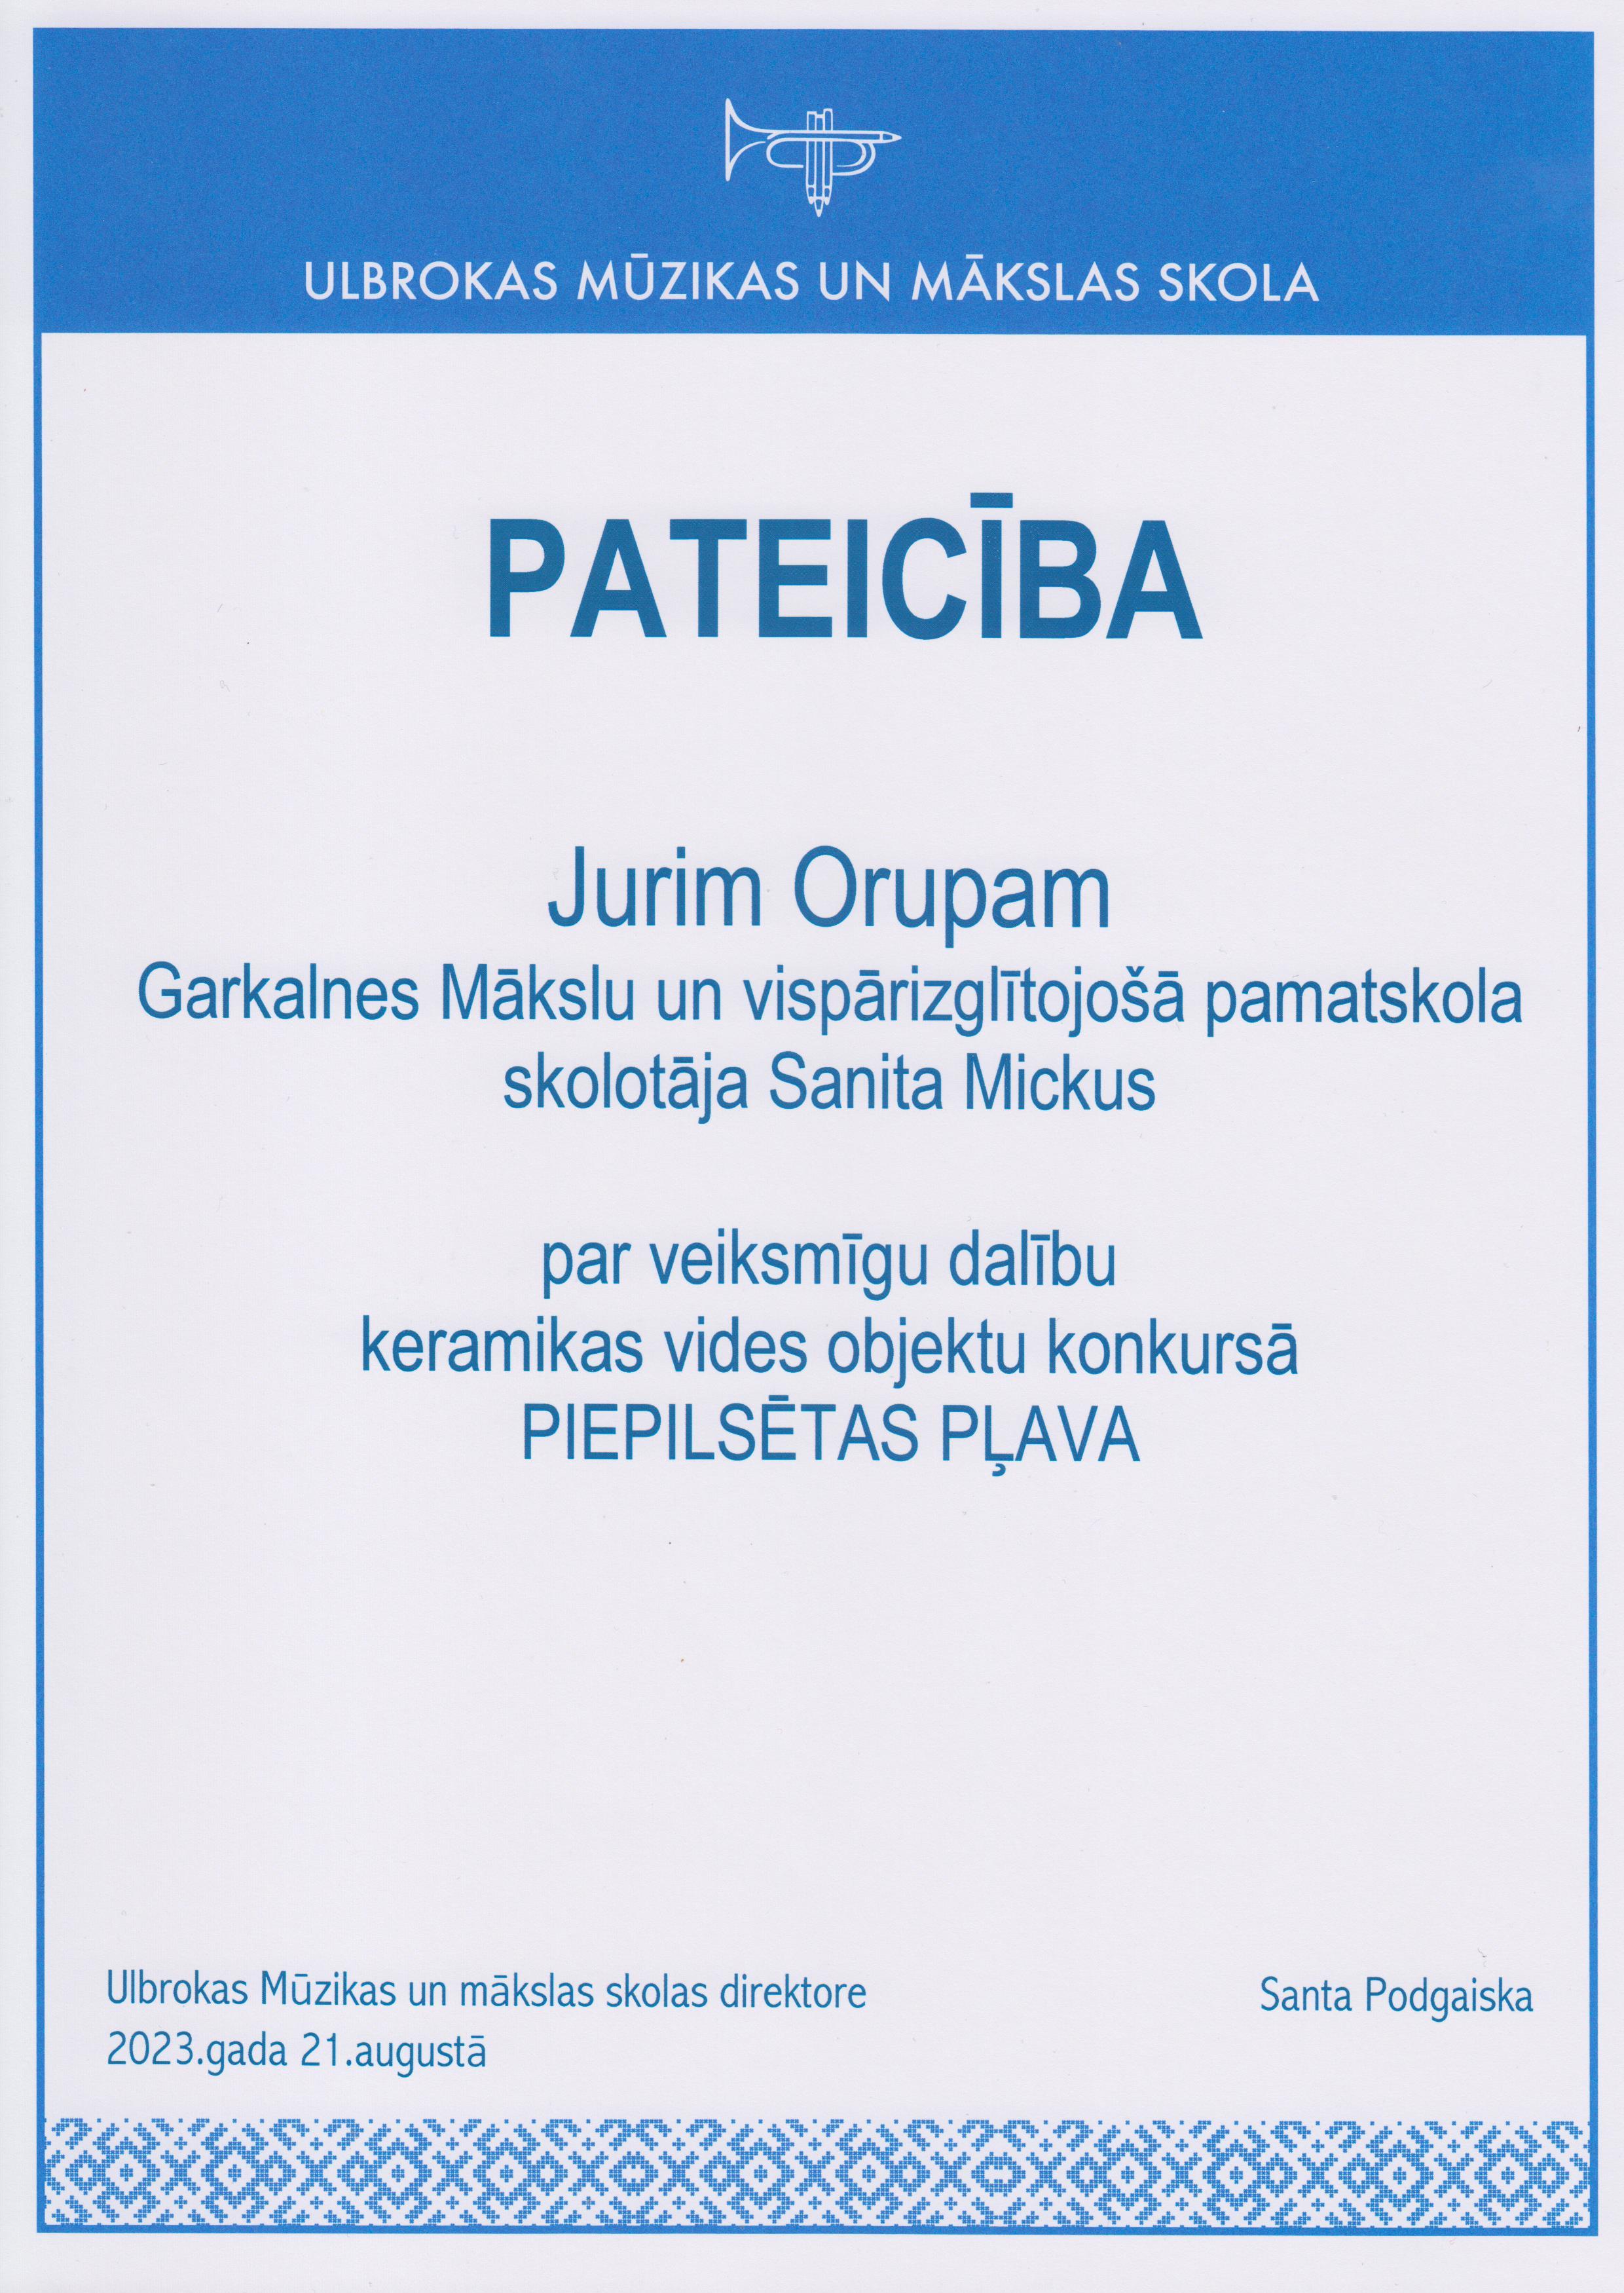 ULBROKAS MŪZIKAS UN MĀKSLAS SKOLA
PATEICĪBA
Jurim Orupam
Garkalnes Mākslu un vispārizglītojošā pamatskola
skolotāja Sanita Mickus
par veiksmīgu dalību
keramikas vides objektu konkursā
PIEPILSĒTAS PĻAVA
Ulbrokas Mūzikas un mākslas skolas direktore
Santa Podgaiska
2023.gada 21.augustā